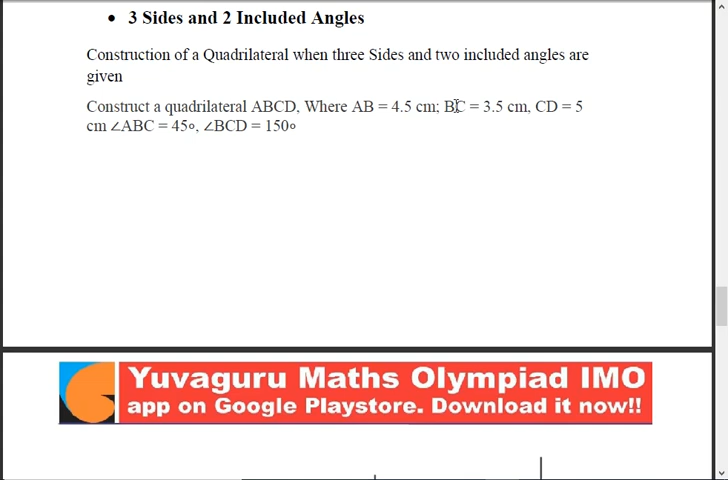 • 3 Sides and 2 Included Angles
Construction of a Quadrilateral when three Sides and two included angles are
given
Construct a quadrilateral ABCD, Where AB = 4.5 cm; BC = 3.5 cm, CD = 5
cm ∠ABC = 45∘, ∠BCD = 150∘
Yuvaguru Maths Olympiad IMO
app on Google Playstore. Download it now!!